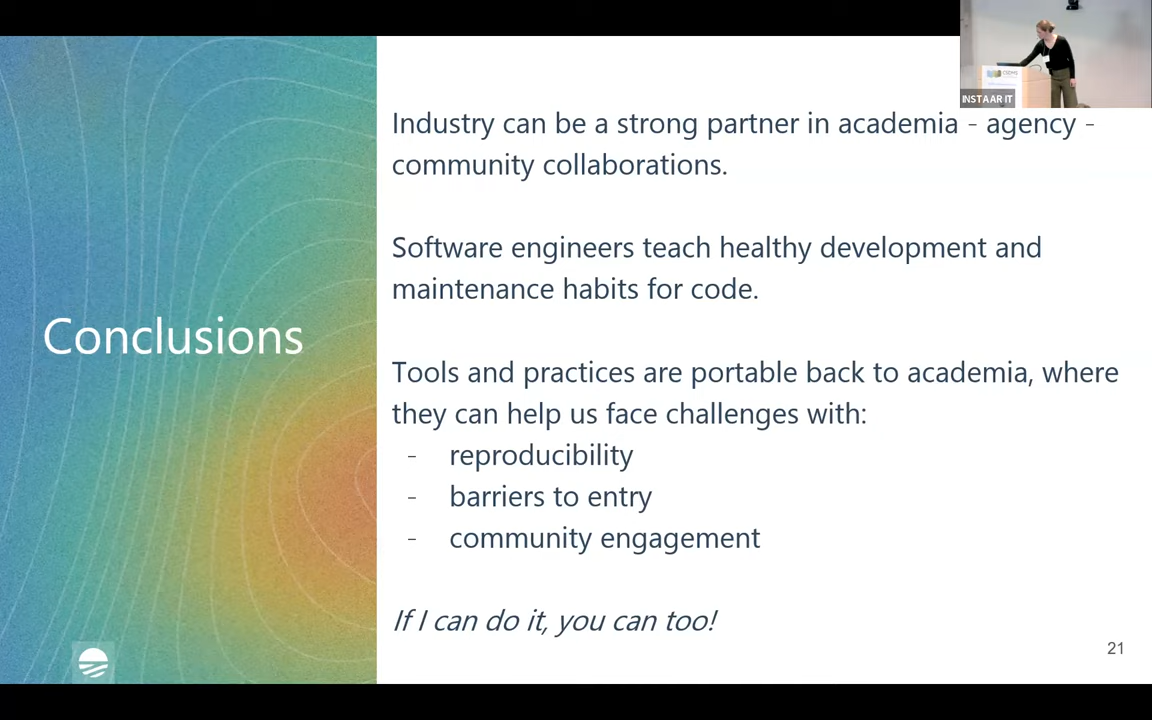 CSDMS
INSTAAR IT
Industry can be a strong partner in academia - agency -
community collaborations.
Software engineers teach healthy development and
maintenance habits for code.
Conclusions
Tools and practices are portable back to academia, where
they can help us face challenges with:
- reproducibility
- barriers to entry
- community engagement
If I can do it, you can too!
21